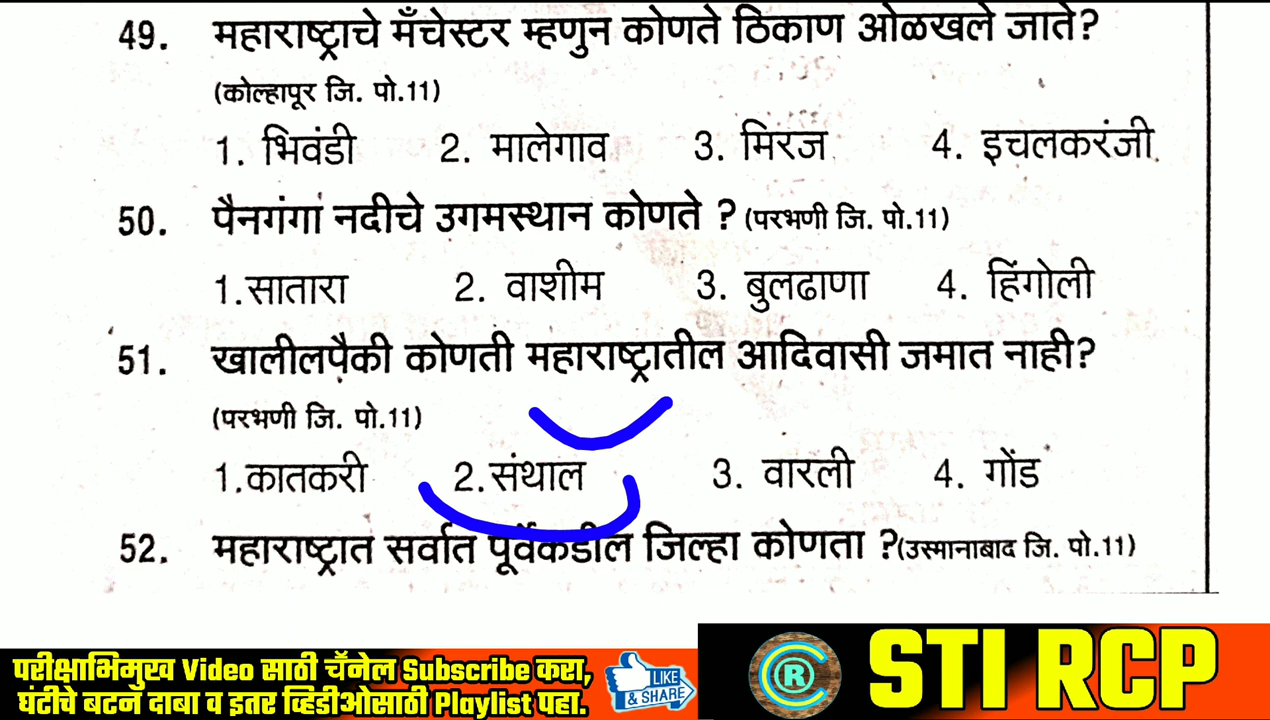 49. महाराष्ट्राचे मँचेस्टर म्हणुन कोणते ठिकाण ओळखले जाते?
(कोल्हापूर जि. पो.11)
1. भिवंडी 2. मालेगाव 3. मिरज 4. इचलकरंजी
50. पैनगंगा नदीचे उगमस्थान कोणते ? (परभणी जि. पो.11)
1.सातारा 2. वाशीम 3. बुलढाणा 4. हिंगोली
51. खालीलपैकी कोणती महाराष्ट्रातील आदिवासी जमात नाही?
(परभणी जि. पो.11)
1.कातकरी 2.संथाल 3. वारली 4. गोंड
52. महाराष्ट्रात सर्वात पूर्वेकडील जिल्हा कोणता ?(उस्मानाबाद जि. पो.11)
परीक्षाभिमुख Video साठी चॅनेल Subscribe करा,
घंटीचे बटन दाबा व इतर व्हिडीओसाठी Playlist पहा.
LIKE
& SHARE
R
STI RCP